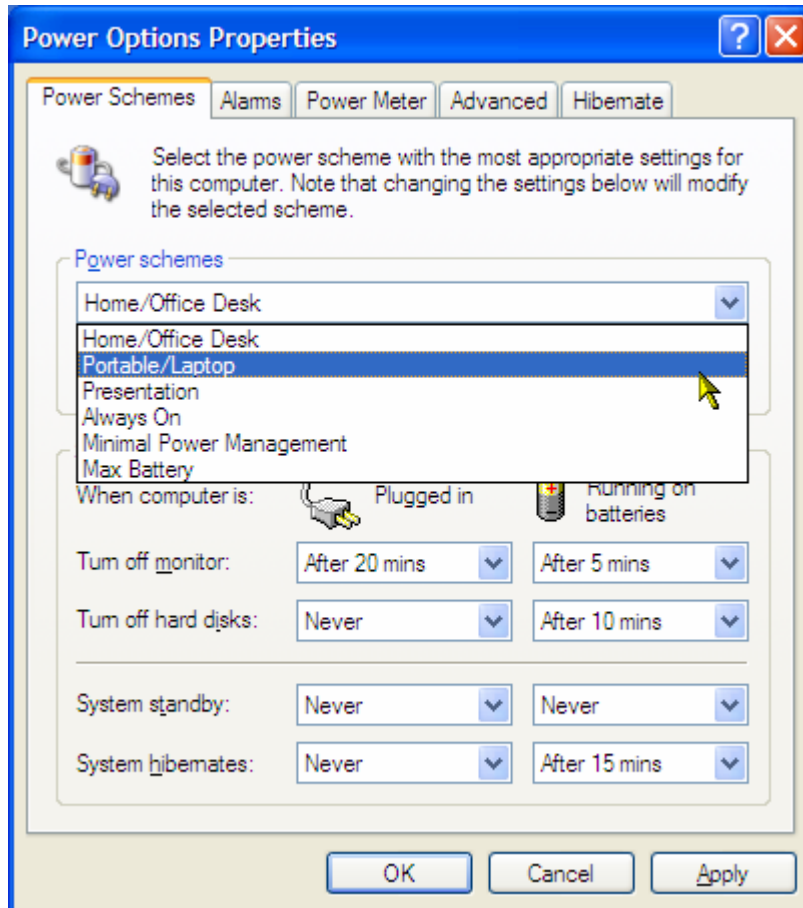 Power Options Properties
Power Schemes Alarms Power Meter Advanced Hibernate
Select the power scheme with the most appropriate settings for
this computer. Note that changing the settings below will modify
the selected scheme.
Power schemes
Home/Office Desk
Home/Office Desk
Portable/Laptop
Presentation
Always On
Minimal Power Management
Max Battery
When computer is: Plugged in Running on
batteries
Turn off monitor: After 20 mins After 5 mins
Turn off hard disks: Never After 10 mins
System standby: Never Never
System hibernates: Never After 15 mins
OK Cancel Apply